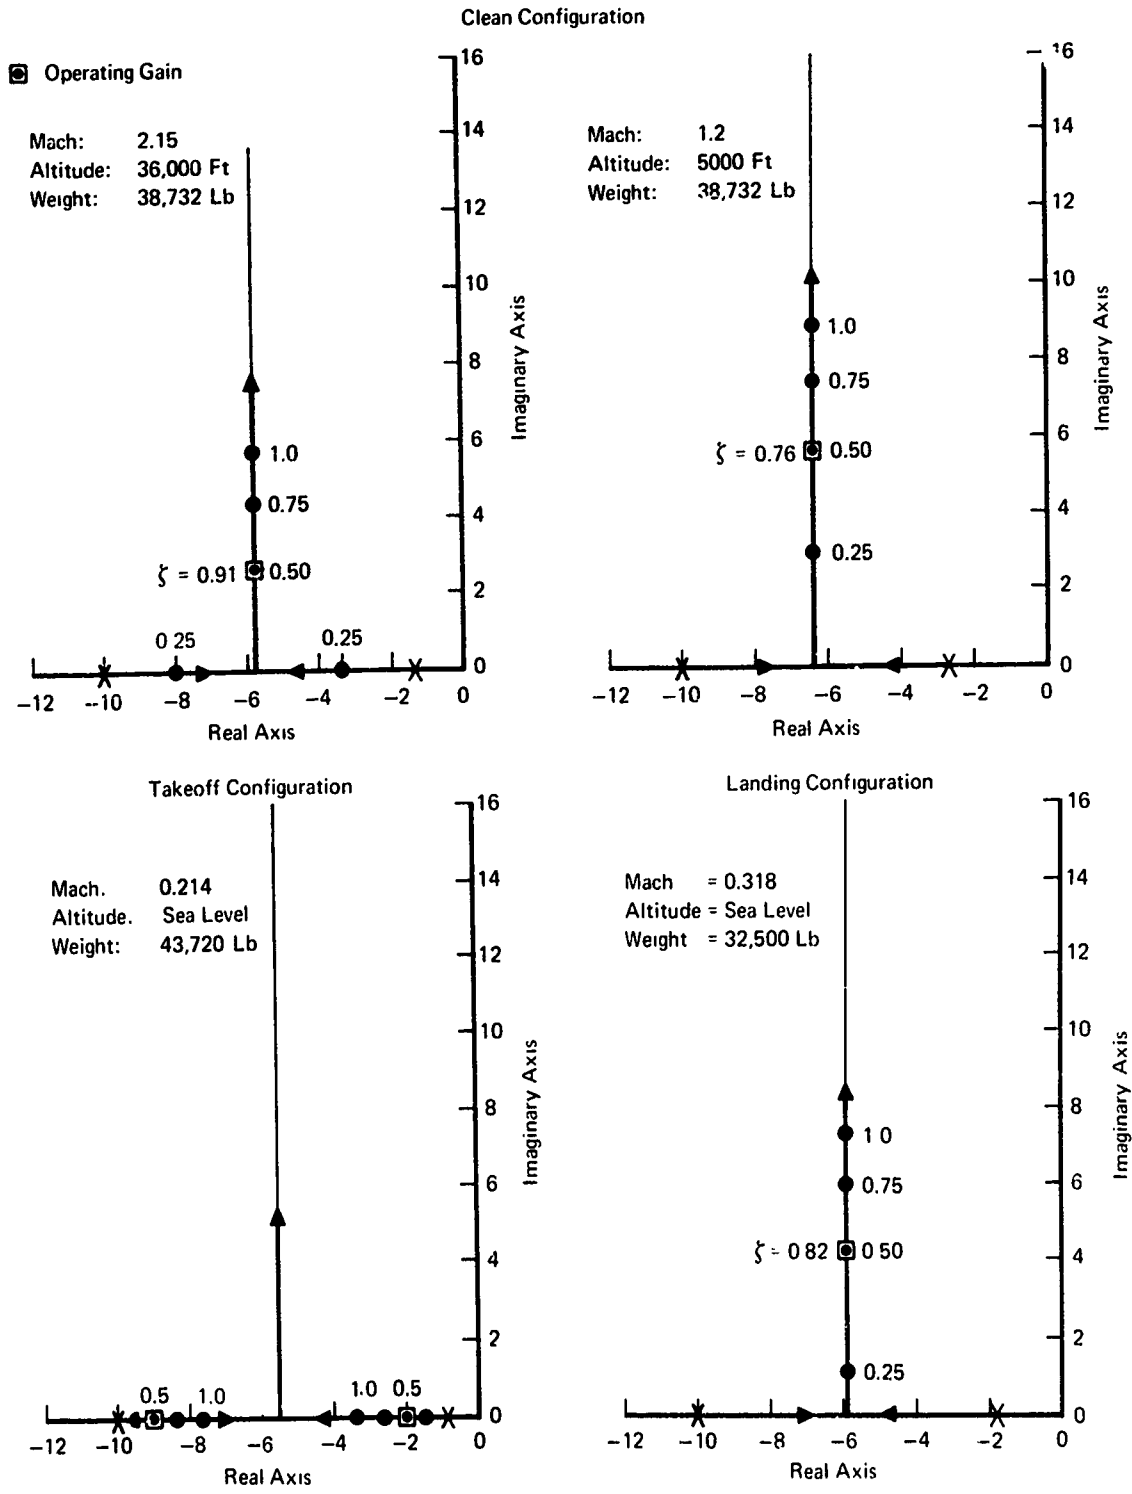 Clean Configuration
Operating Gain
Mach: 2.15
Altitude: 36,000 Ft
Weight: 38,732 Lb
16
14
12
10
8
6
4
2
0
Imaginary Axis
1.0
0.75
ζ = 0.91 0.50
0 25 0.25
-12 -10 -8 -6 -4 -2 0
Real Axis
Mach: 1.2
Altitude: 5000 Ft
Weight: 38,732 Lb
16
14
12
10
8
6
4
2
0
Imaginary Axis
1.0
0.75
ζ = 0.76 0.50
0.25
-12 -10 -8 -6 -4 -2 0
Real Axis
Takeoff Configuration
Mach. 0.214
Altitude. Sea Level
Weight: 43,720 Lb
16
14
12
10
8
6
4
2
0
Imaginary Axis
0.5 1.0 1.0 0.5
-12 -10 -8 -6 -4 -2 0
Real Axis
Landing Configuration
Mach = 0.318
Altitude = Sea Level
Weight = 32,500 Lb
16
14
12
10
8
6
4
2
0
Imaginary Axis
1 0
0.75
ζ = 0 82 0 50
0.25
-12 -10 -8 -6 -4 -2 0
Real Axis